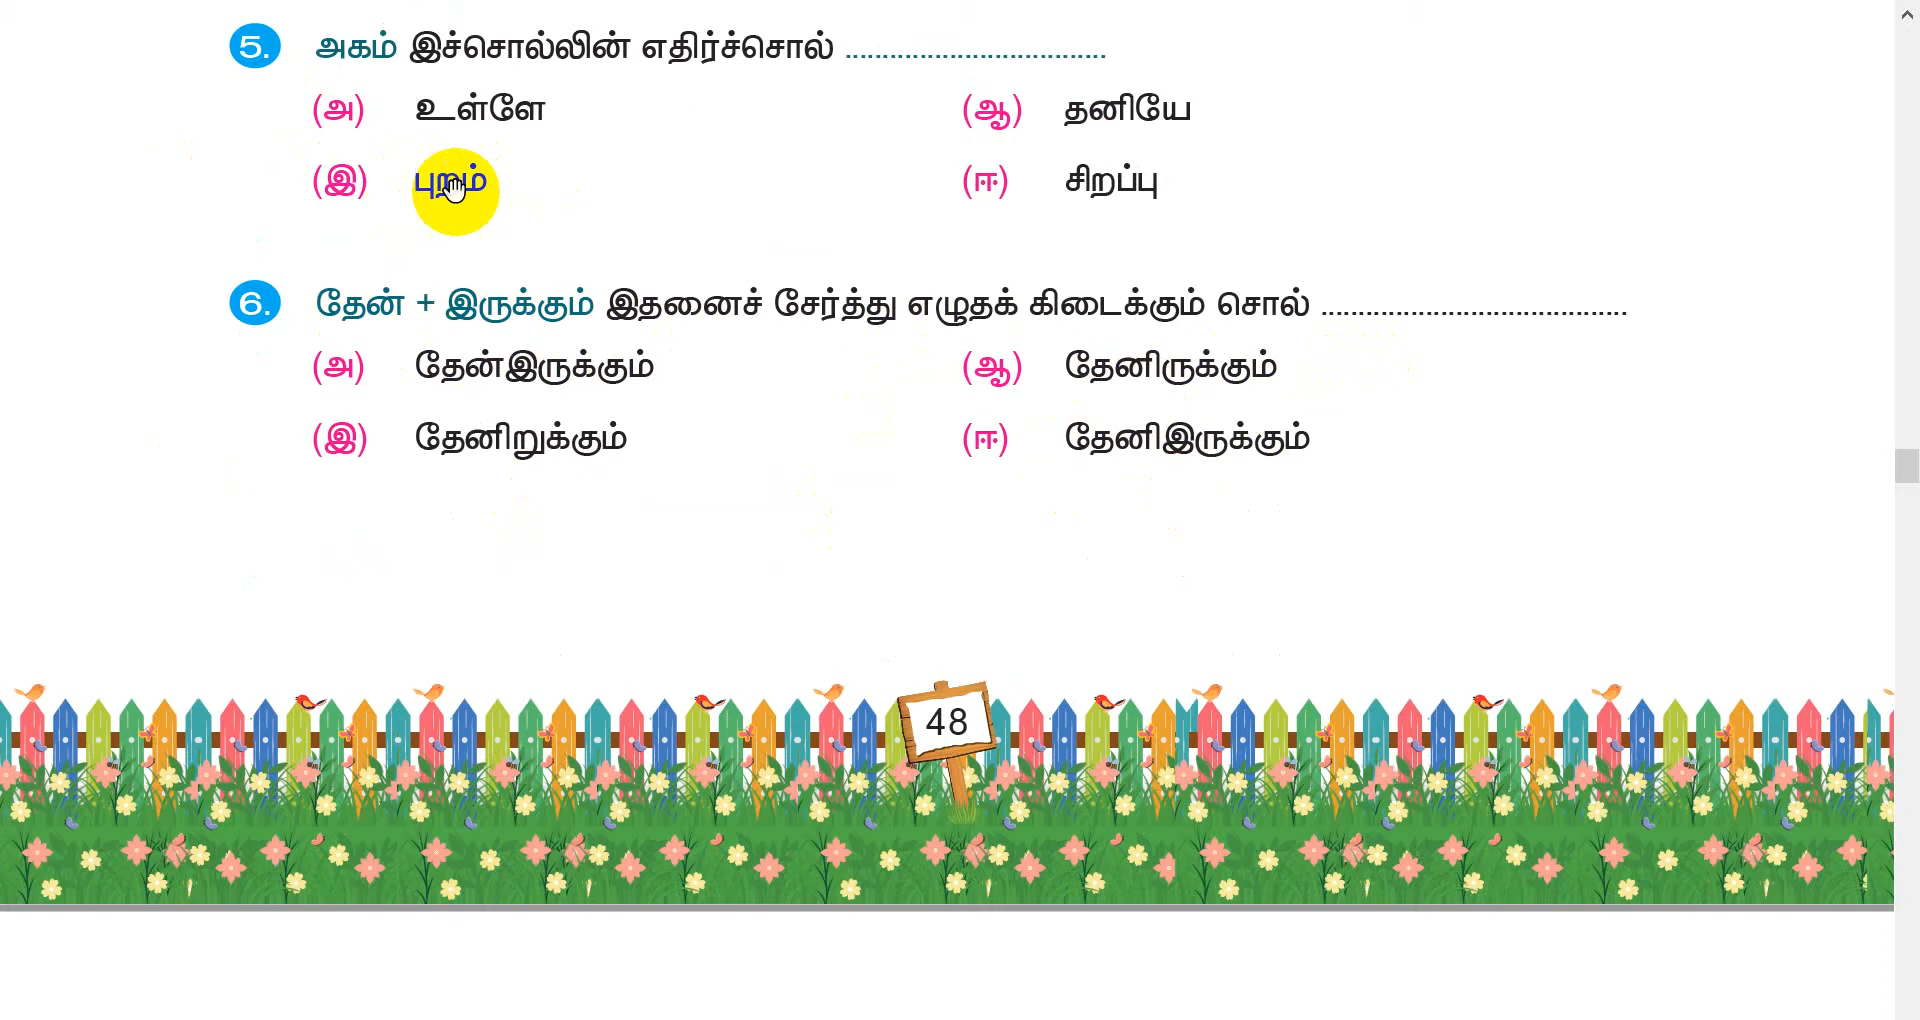 5. அகம் இச்சொல்லின் எதிர்ச்சொல் ...................................
(அ) உள்ளே (ஆ) தனியே
(இ) புறம் (ஈ) சிறப்பு
6. தேன் + இருக்கும் இதனைச் சேர்த்து எழுதக் கிடைக்கும் சொல் .........................................
(அ) தேன்இருக்கும் (ஆ) தேனிருக்கும்
(இ) தேனிறுக்கும் (ஈ) தேனிஇருக்கும்
48